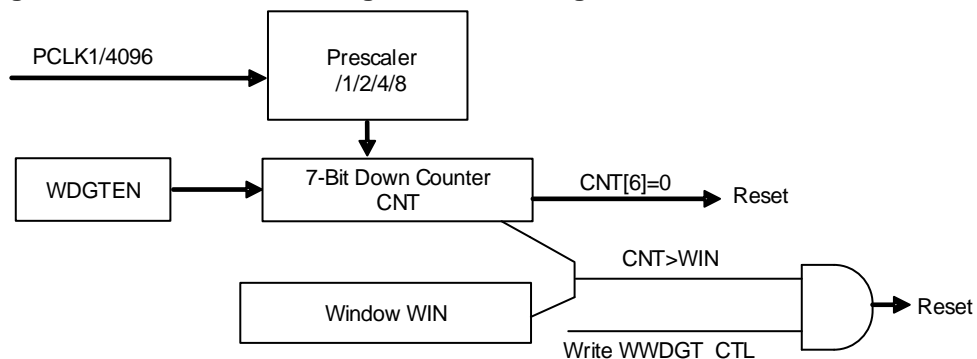 PCLK1/4096
Prescaler
/1/2/4/8
WDGTEN
7-Bit Down Counter
CNT
CNT[6]=0
Reset
CNT>WIN
Window WIN
Reset
Write WWDGT_CTL